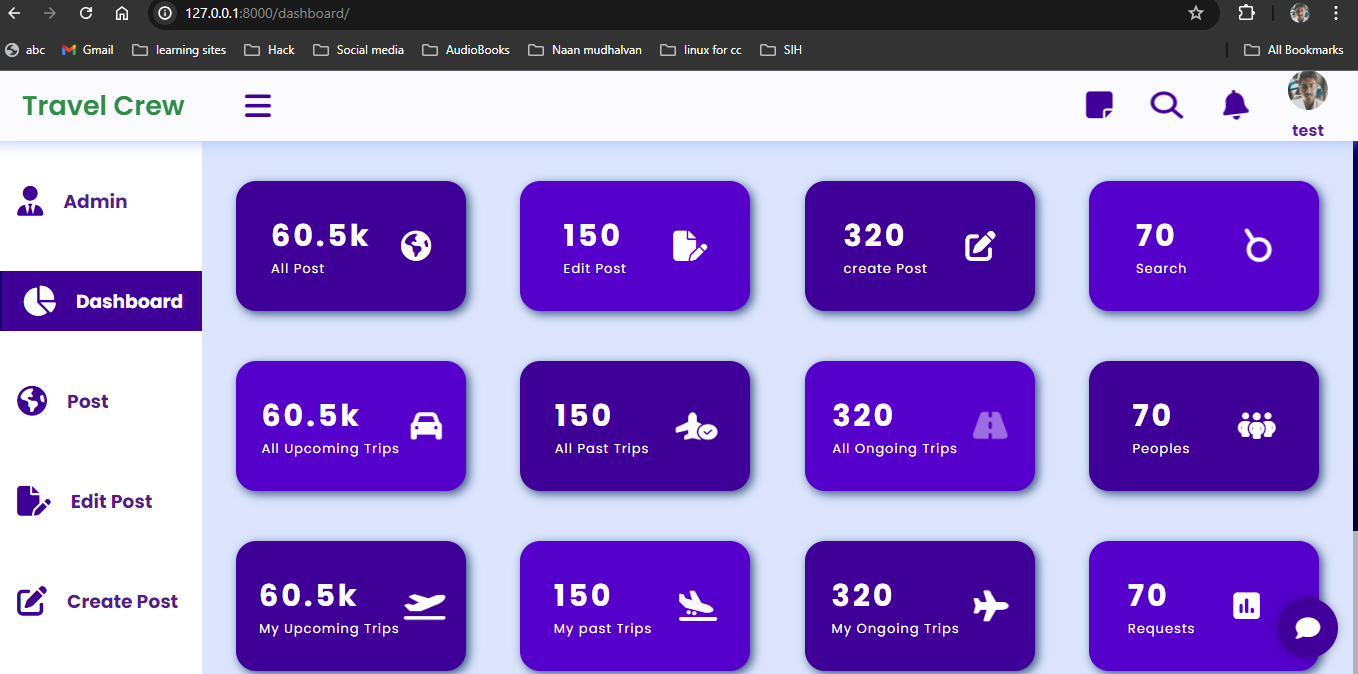 127.0.0.1:8000/dashboard/
abc Gmail learning sites Hack Social media AudioBooks Naan mudhalvan linux for cc SIH All Bookmarks
Travel Crew
test
Admin
Dashboard
Post
Edit Post
Create Post
60.5k
All Post
150
Edit Post
320
create Post
70
Search
60.5k
All Upcoming Trips
150
All Past Trips
320
All Ongoing Trips
70
Peoples
60.5k
My Upcoming Trips
150
My past Trips
320
My Ongoing Trips
70
Requests